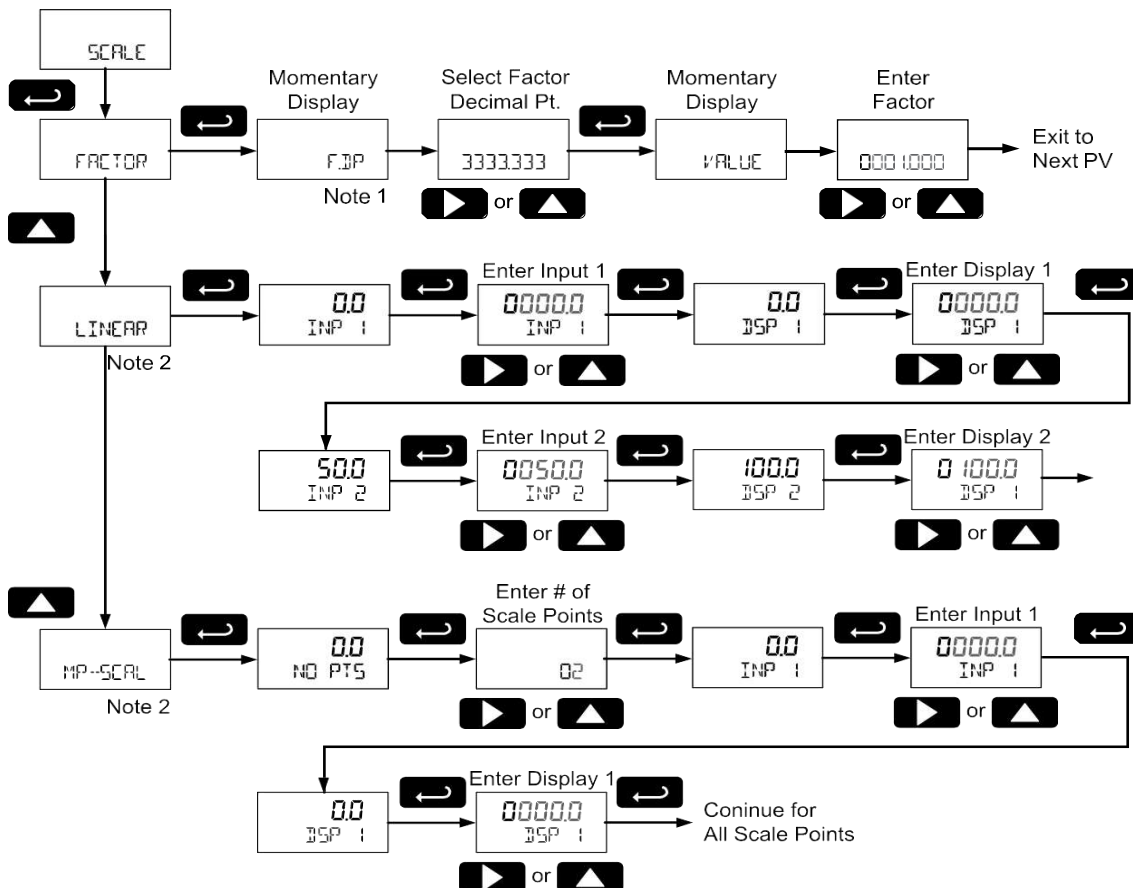 SCALE
Momentary
Display
Select Factor
Decimal Pt.
Momentary
Display
Enter
Factor
FACTOR
F.DP
3333.333
VALUE
0001.000
Exit to
Next PV
Note 1
or
or
Enter Input 1
Enter Display 1
LINEAR
0.0
INP 1
0000.0
INP 1
0.0
DSP 1
0000.0
DSP 1
Note 2
or
or
Enter Input 2
Enter Display 2
50.0
INP 2
0050.0
INP 2
100.0
DSP 2
0100.0
DSP 1
or
or
Enter # of
Scale Points
Enter Input 1
MP--SCAL
0.0
NO PTS
02
0.0
INP 1
0000.0
INP 1
Note 2
or
or
Enter Display 1
0.0
DSP 1
0000.0
DSP 1
Coninue for
All Scale Points
or